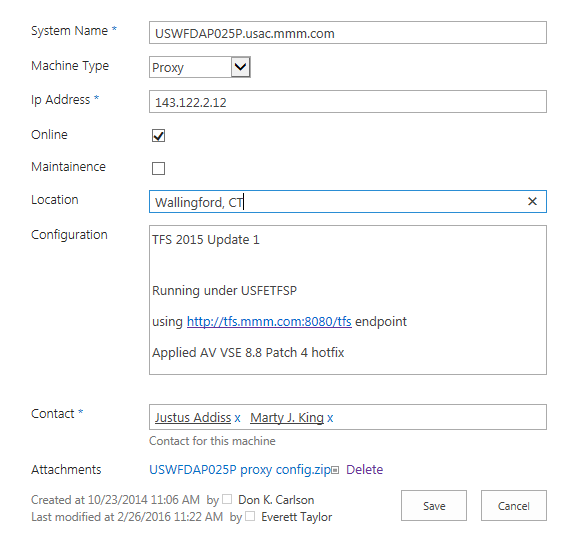 System Name * USWFDAP025P.usac.mmm.com
Machine Type Proxy
Ip Address * 143.122.2.12
Online
Maintainence
Location Wallingford, CT ✕
Configuration TFS 2015 Update 1
Running under USFETFSP
using http://tfs.mmm.com:8080/tfs endpoint
Applied AV VSE 8.8 Patch 4 hotfix
Contact * Justus Addiss x Marty J. King x
Contact for this machine
Attachments USWFDAP025P proxy config.zip Delete
Created at 10/23/2014 11:06 AM by Don K. Carlson
Last modified at 2/26/2016 11:22 AM by Everett Taylor
Save Cancel